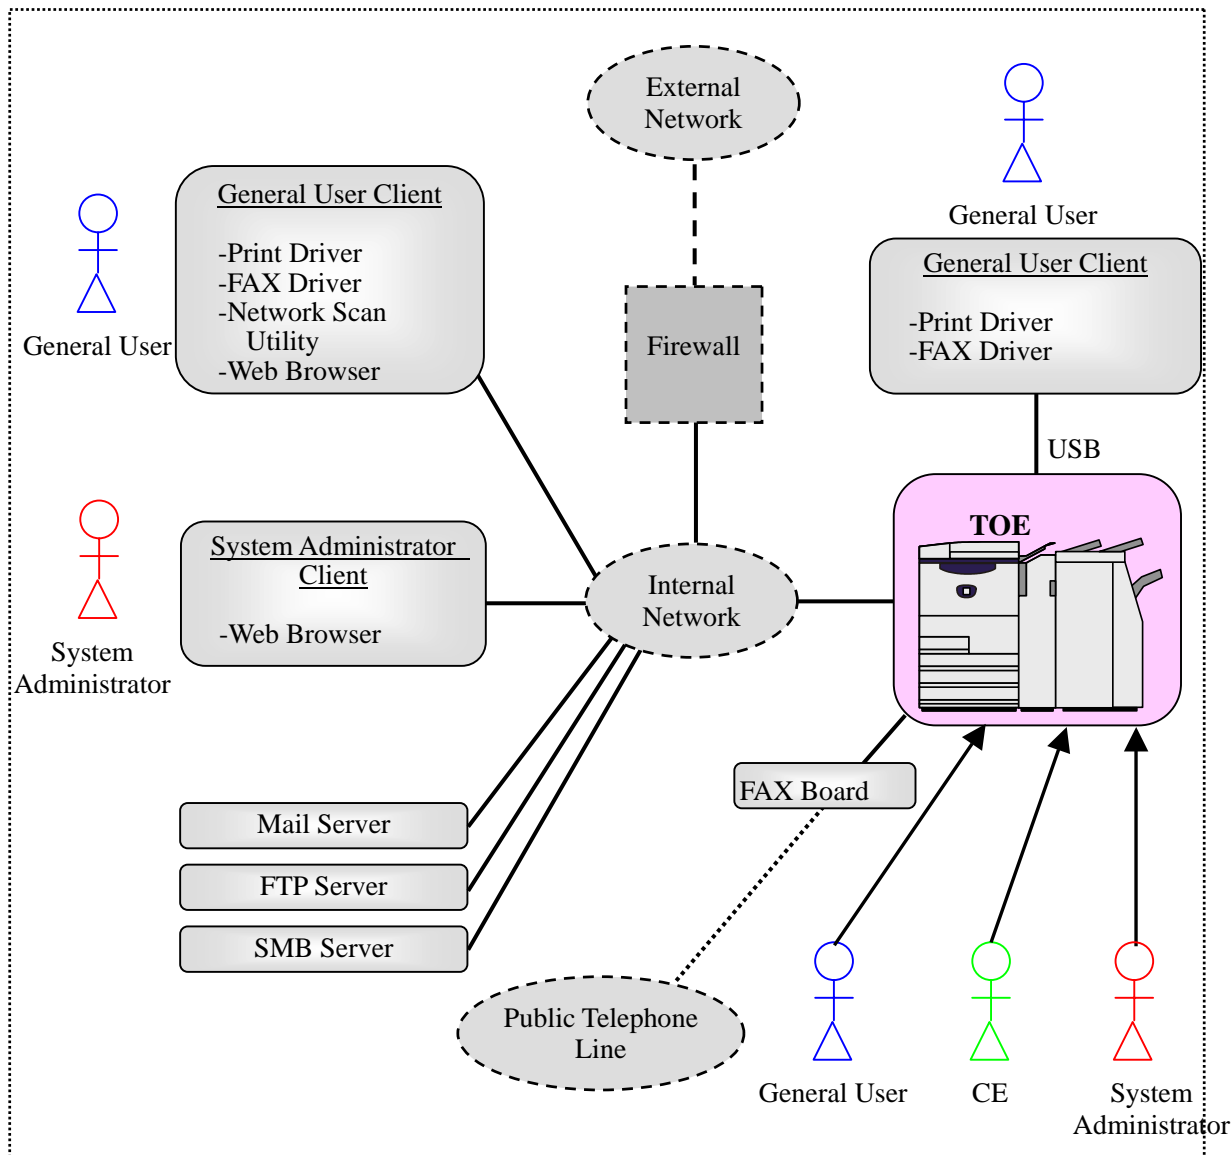 External
Network
General User
General User Client
-Print Driver
-FAX Driver
-Network Scan
Utility
-Web Browser
General User
General User Client
-Print Driver
-FAX Driver
Firewall
USB
TOE
System Administrator
Client
-Web Browser
System
Administrator
Internal
Network
FAX Board
Mail Server
FTP Server
SMB Server
Public Telephone
Line
General User
CE
System
Administrator